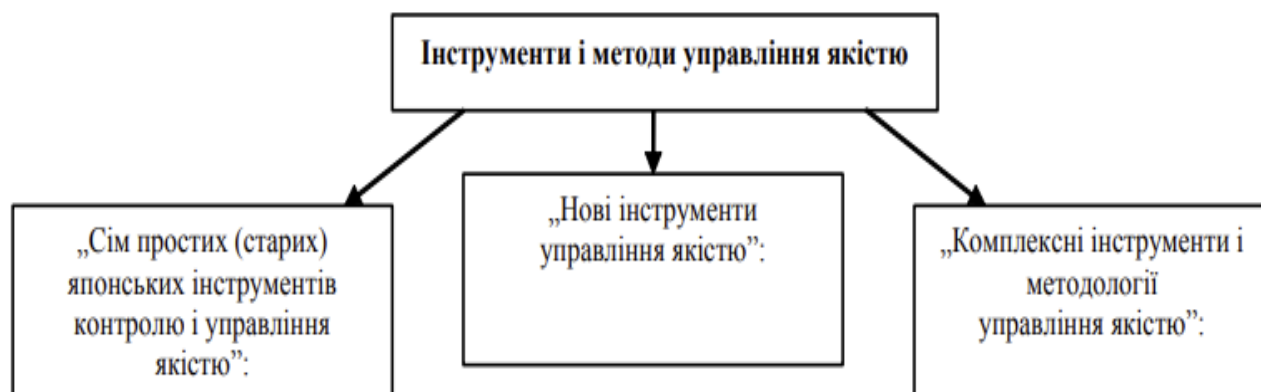 Інструменти і методи управління якістю
„Сім простих (старих)
японських інструментів
контролю і управління
якістю”:
„Нові інструменти
управління якістю”:
„Комплексні інструменти і
методології
управління якістю”: